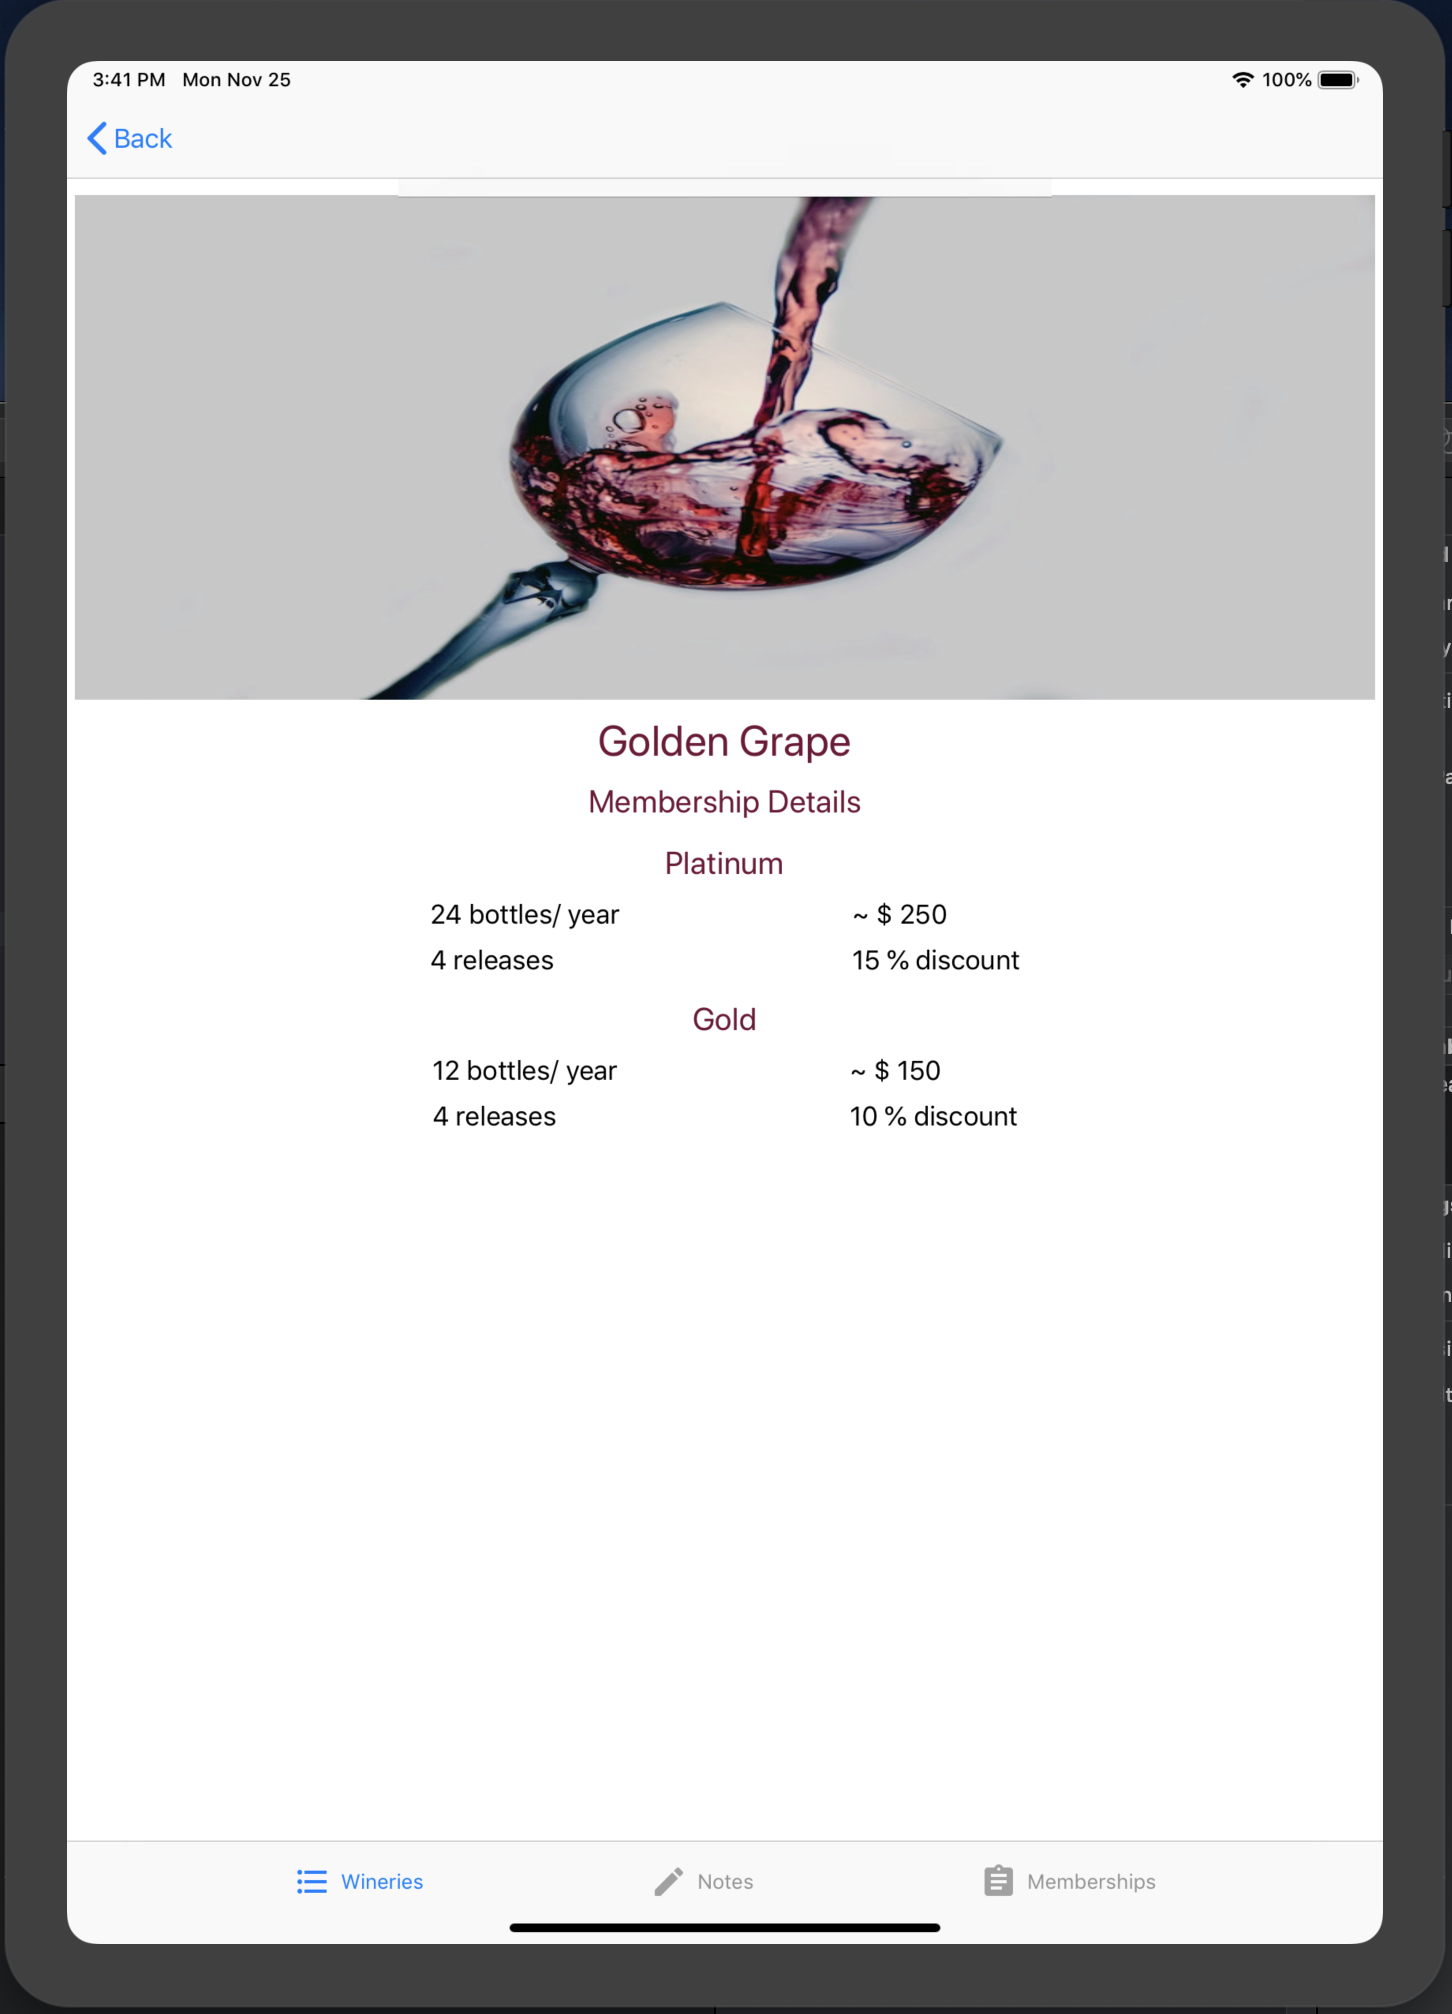 3:41 PM Mon Nov 25 100%
Back
Golden Grape
Membership Details
Platinum
24 bottles/ year ~ $ 250
4 releases 15 % discount
Gold
12 bottles/ year ~ $ 150
4 releases 10 % discount
Wineries Notes Memberships